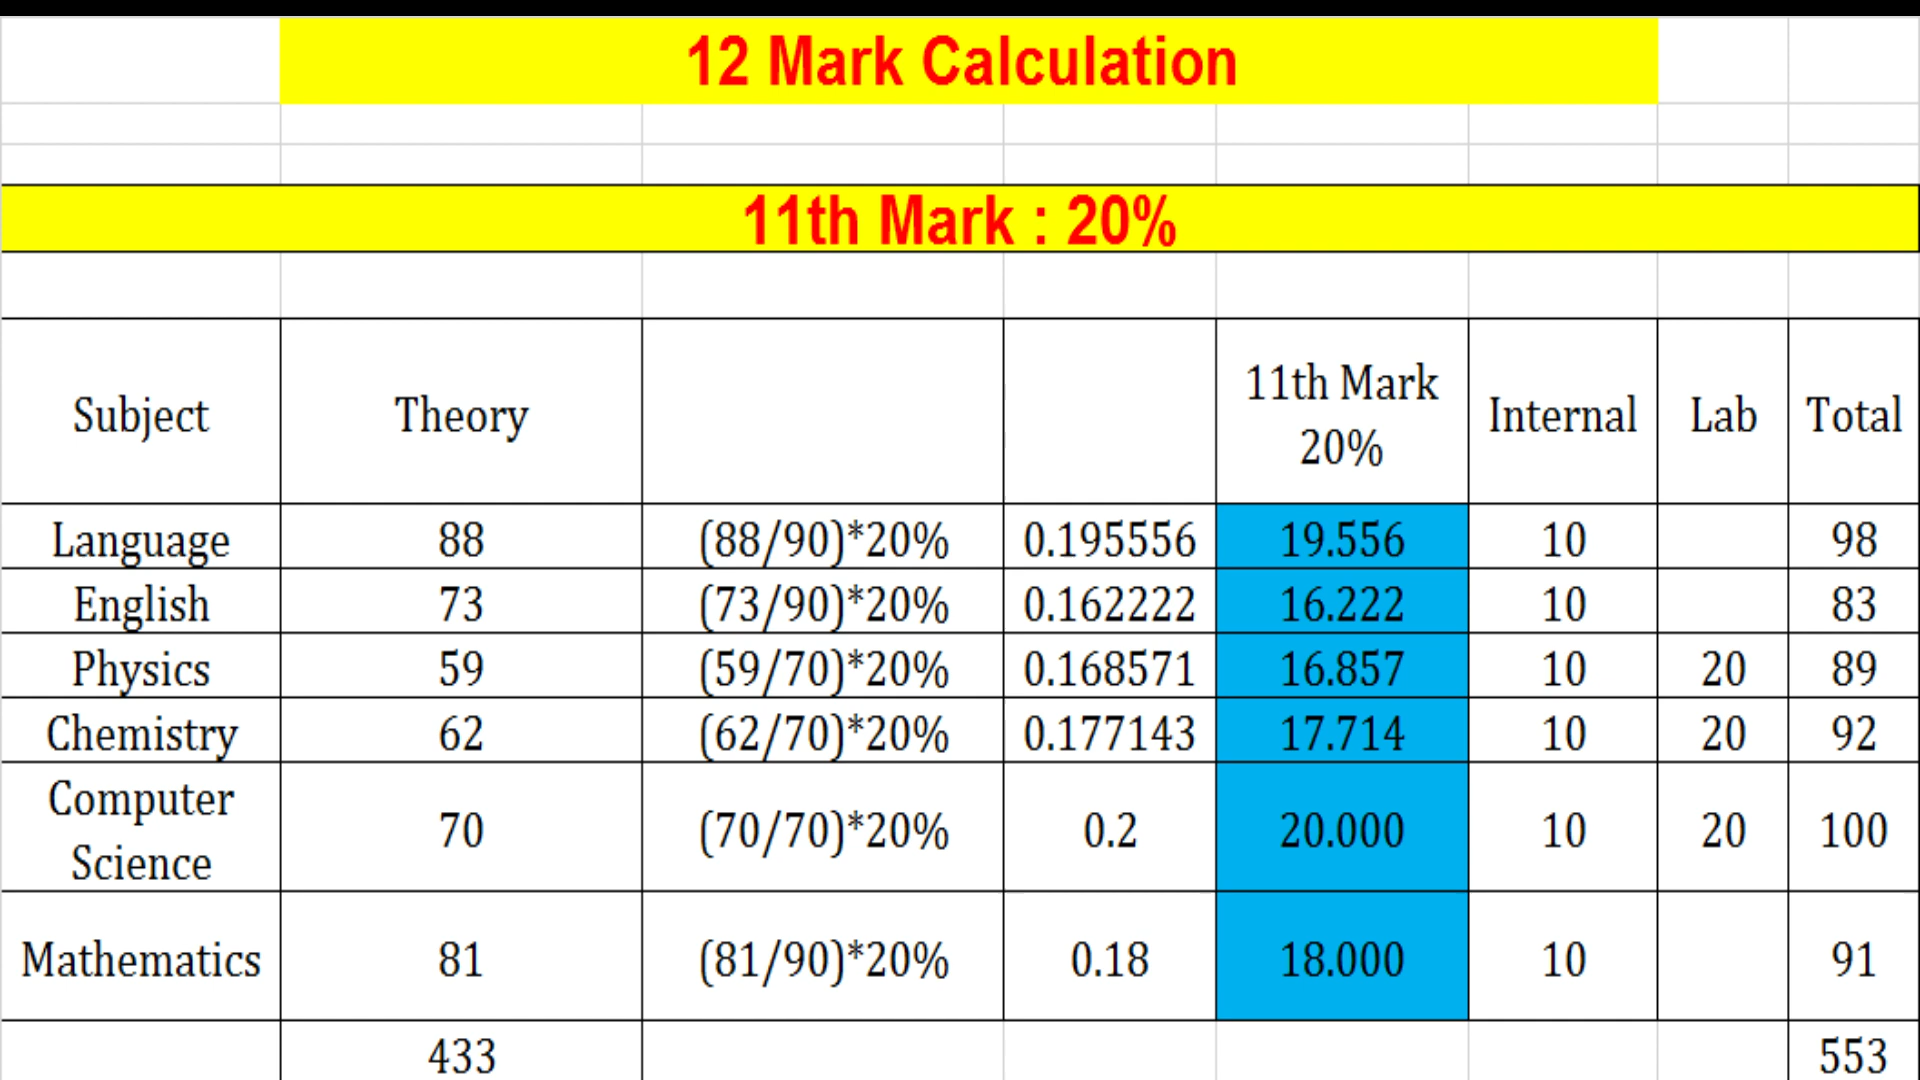 12 Mark Calculation
11th Mark : 20%
Subject Theory 11th Mark 20% Internal Lab Total
Language 88 (88/90)*20% 0.195556 19.556 10 98
English 73 (73/90)*20% 0.162222 16.222 10 83
Physics 59 (59/70)*20% 0.168571 16.857 10 20 89
Chemistry 62 (62/70)*20% 0.177143 17.714 10 20 92
Computer Science 70 (70/70)*20% 0.2 20.000 10 20 100
Mathematics 81 (81/90)*20% 0.18 18.000 10 91
433 553